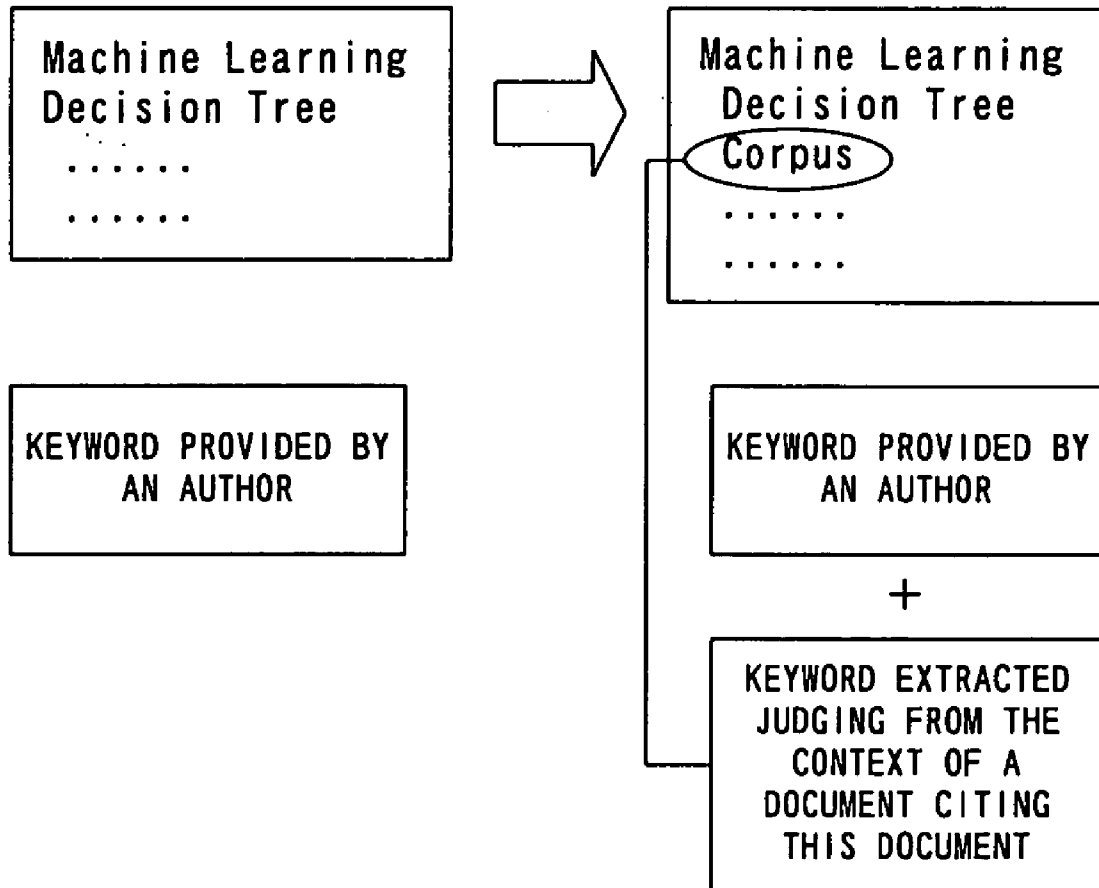 Machine Learning
Decision Tree
......
......
Machine Learning
Decision Tree
Corpus
......
......
KEYWORD PROVIDED BY
AN AUTHOR
KEYWORD PROVIDED BY
AN AUTHOR
+
KEYWORD EXTRACTED
JUDGING FROM THE
CONTEXT OF A
DOCUMENT CITING
THIS DOCUMENT